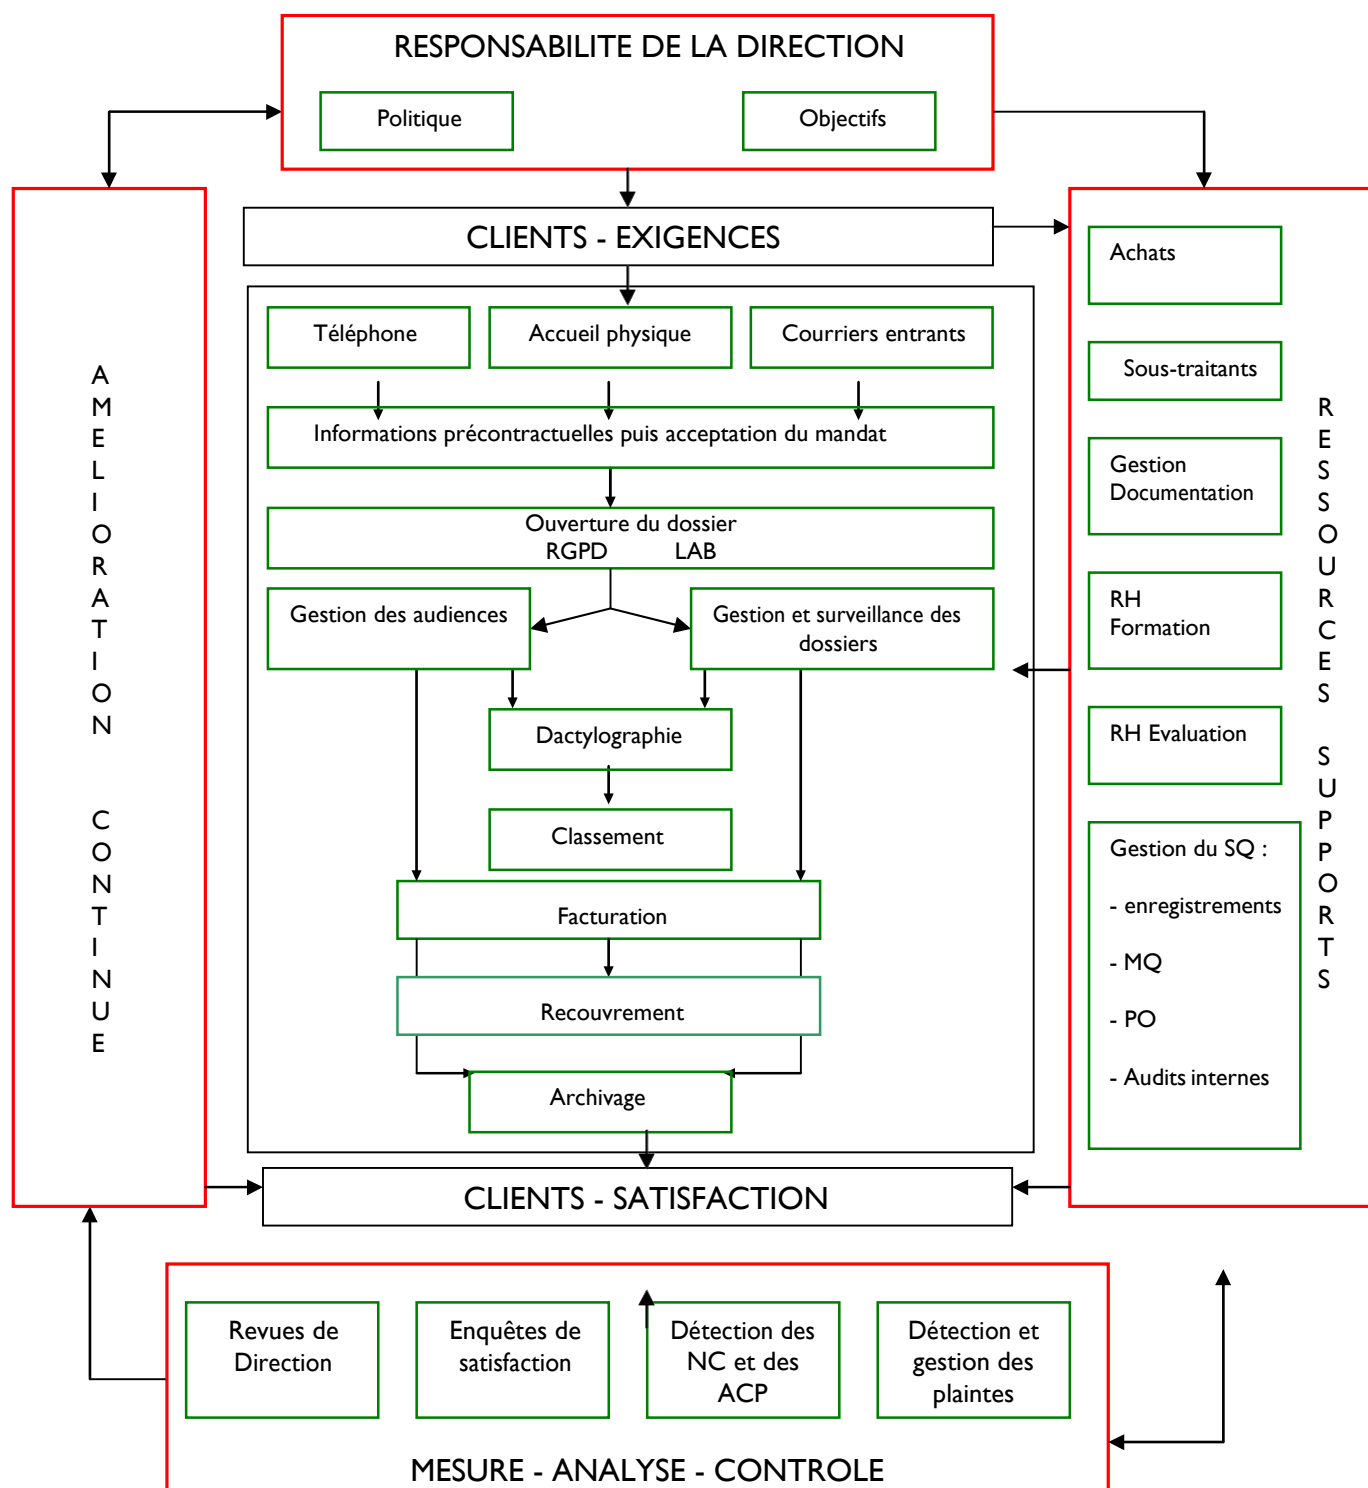 RESPONSABILITE DE LA DIRECTION
Politique
Objectifs
CLIENTS - EXIGENCES
Téléphone
Accueil physique
Courriers entrants
Informations précontractuelles puis acceptation du mandat
Ouverture du dossier
RGPD LAB
Gestion des audiences
Gestion et surveillance des
dossiers
Dactylographie
Classement
Facturation
Recouvrement
Archivage
CLIENTS - SATISFACTION
AMELIORATION CONTINUE
Achats
Sous-traitants
Gestion
Documentation
RH
Formation
RH Evaluation
Gestion du SQ :
- enregistrements
- MQ
- PO
- Audits internes
RESSOURCES SUPPORTS
Revues de
Direction
Enquêtes de
satisfaction
Détection des
NC et des
ACP
Détection et
gestion des
plaintes
MESURE - ANALYSE - CONTROLE